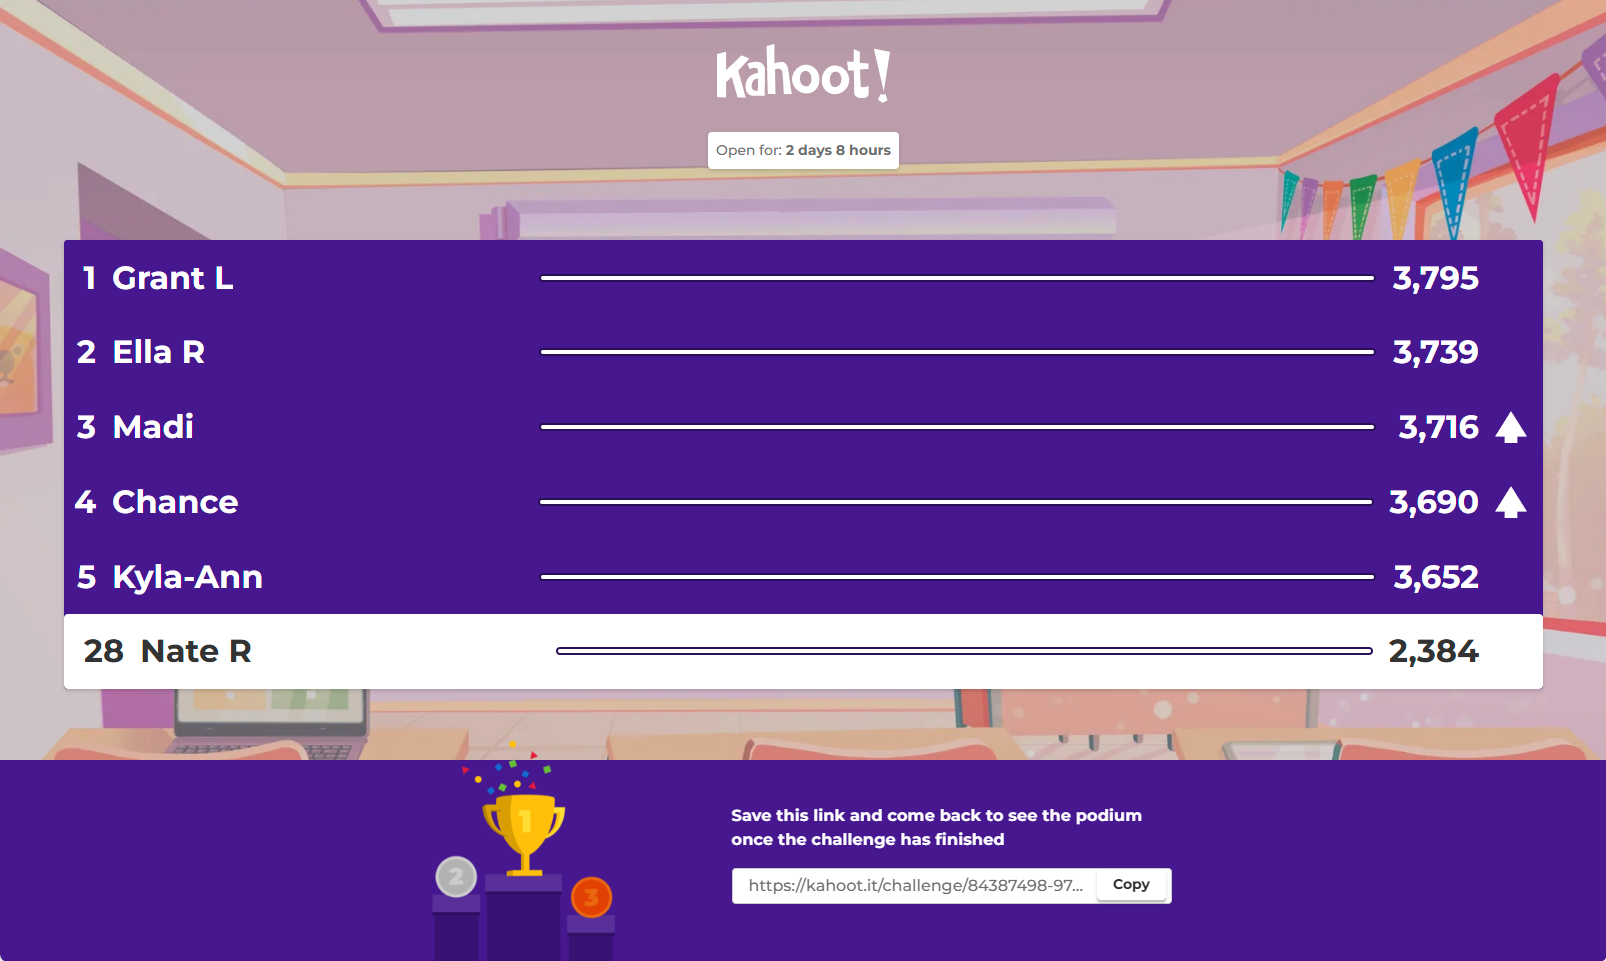 Kahoot!
Open for: 2 days 8 hours
1 Grant L 3,795
2 Ella R 3,739
3 Madi 3,716
4 Chance 3,690
5 Kyla-Ann 3,652
28 Nate R 2,384
1
2
3
Save this link and come back to see the podium
once the challenge has finished
https://kahoot.it/challenge/84387498-97... Copy